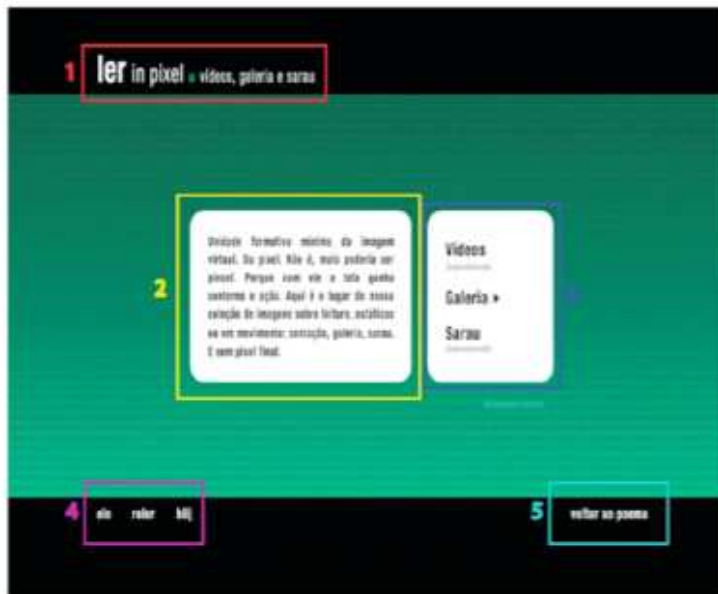 1 ler in pixel vídeos, galeria e sarau
2
Unidade formativa mínima da imagem
virtual. Ou pixel. Não é, mais poderia ser
pincel. Porque com ele a tela ganha
contorno e ação. Aqui é o lugar de nossa
seleção de imagens sobre leitura, estáticas
ou em movimento: galeria, sarau.
E sem pixel final.
Vídeos
Galeria ▸
Sarau
4
5 voltar ao poema